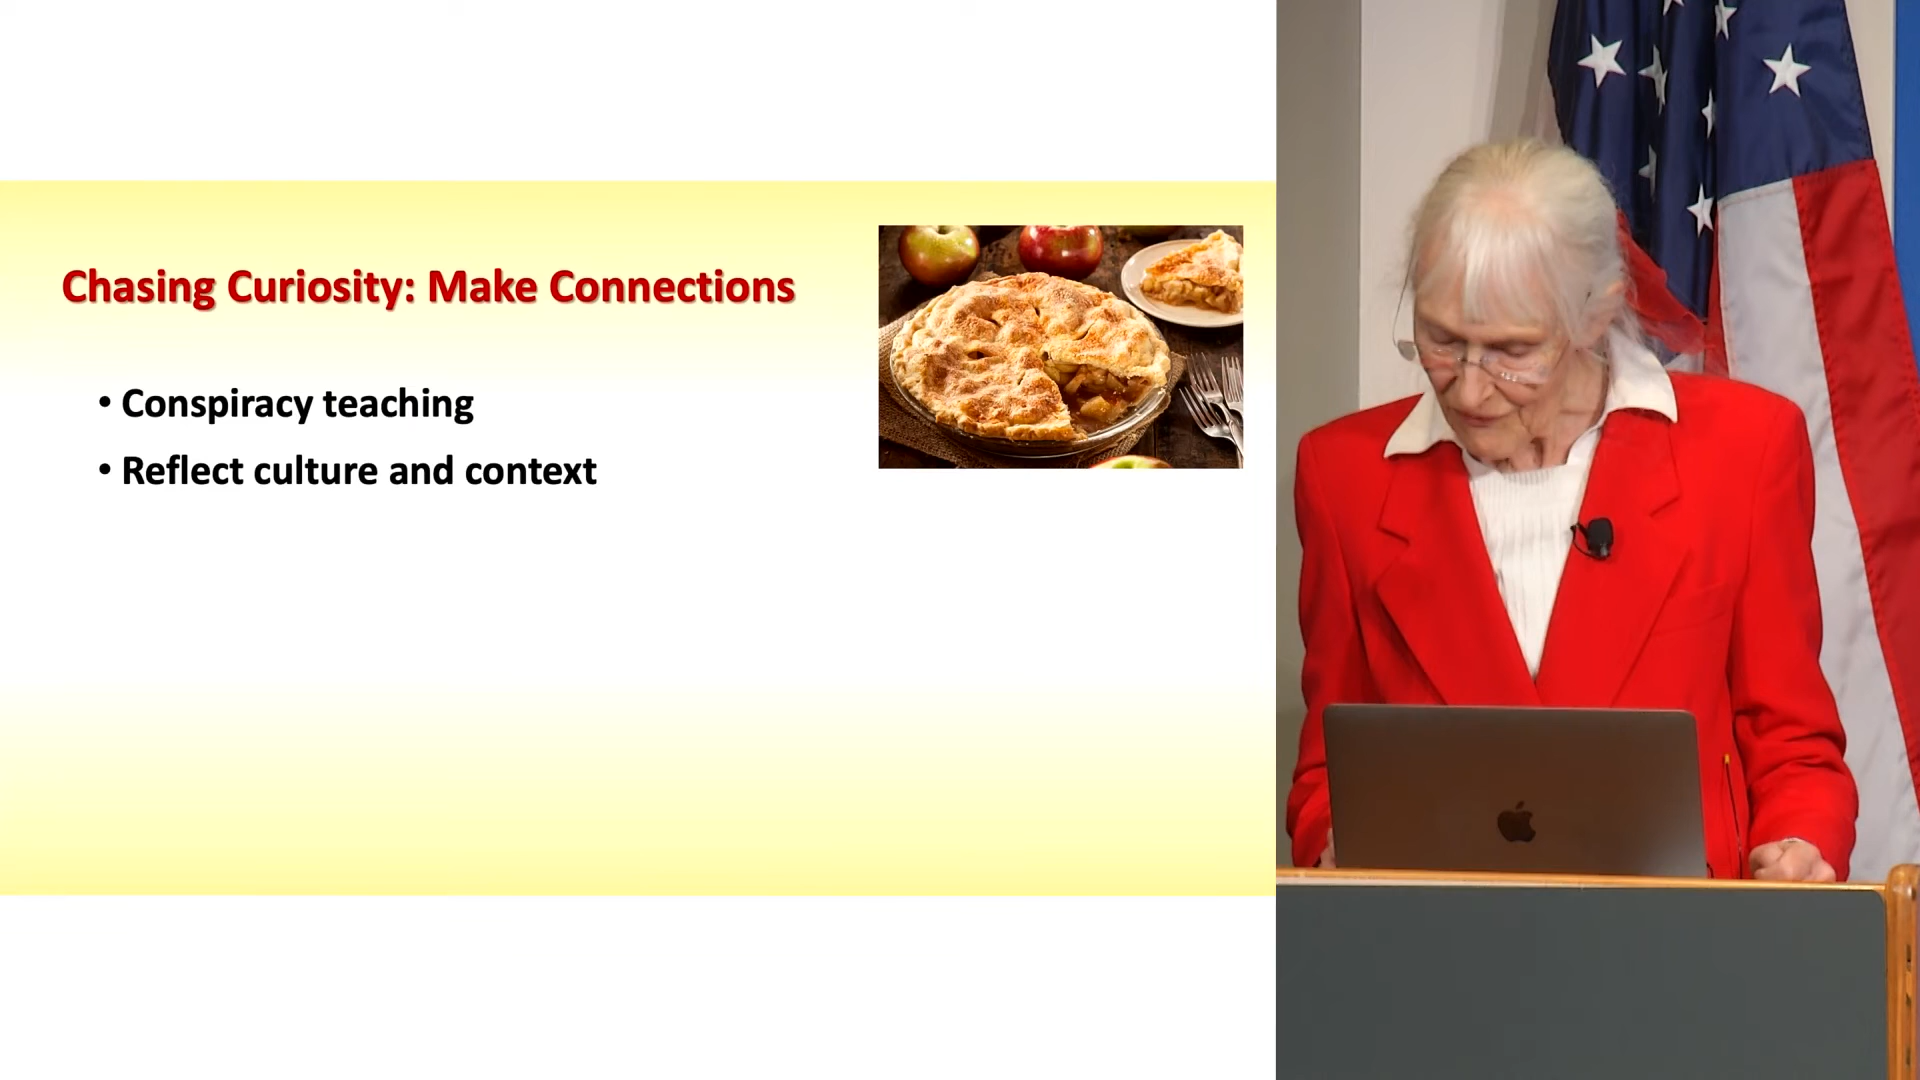 Chasing Curiosity: Make Connections
• Conspiracy teaching
• Reflect culture and context